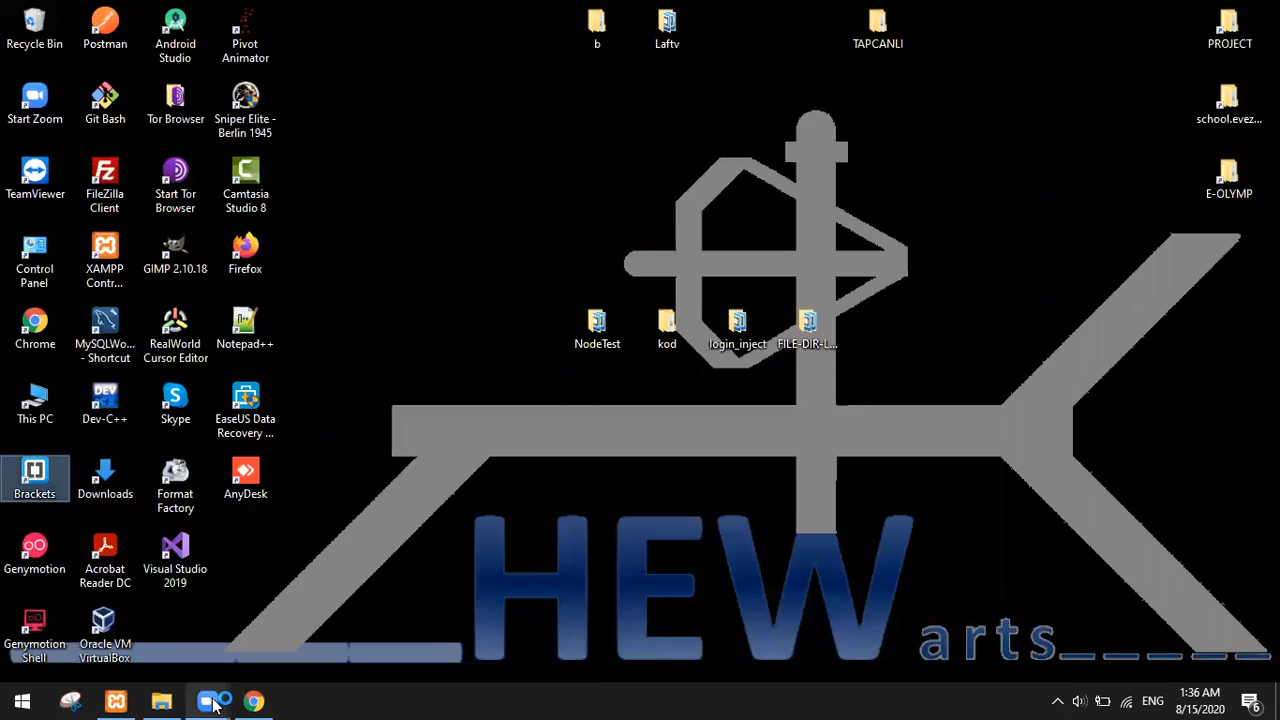 Recycle Bin
Postman
Android
Studio
Pivot
Animator
b
Laftv
TAPCANLI
PROJECT
Start Zoom
Git Bash
Tor Browser
Sniper Elite -
Berlin 1945
school.evez...
TeamViewer
FileZilla
Client
Start Tor
Browser
Camtasia
Studio 8
E-OLYMP
Control
Panel
XAMPP
Contr...
GIMP 2.10.18
Firefox
Chrome
MySQLWo...
- Shortcut
RealWorld
Cursor Editor
Notepad++
NodeTest
kod
login_inject
FILE-DIR-L...
This PC
Dev-C++
Skype
EaseUS Data
Recovery ...
Brackets
Downloads
Format
Factory
AnyDesk
Genymotion
Acrobat
Reader DC
Visual Studio
2019
Genymotion
Shell
Oracle VM
VirtualBox
HEW
arts_____
ENG
1:36 AM
8/15/2020
6